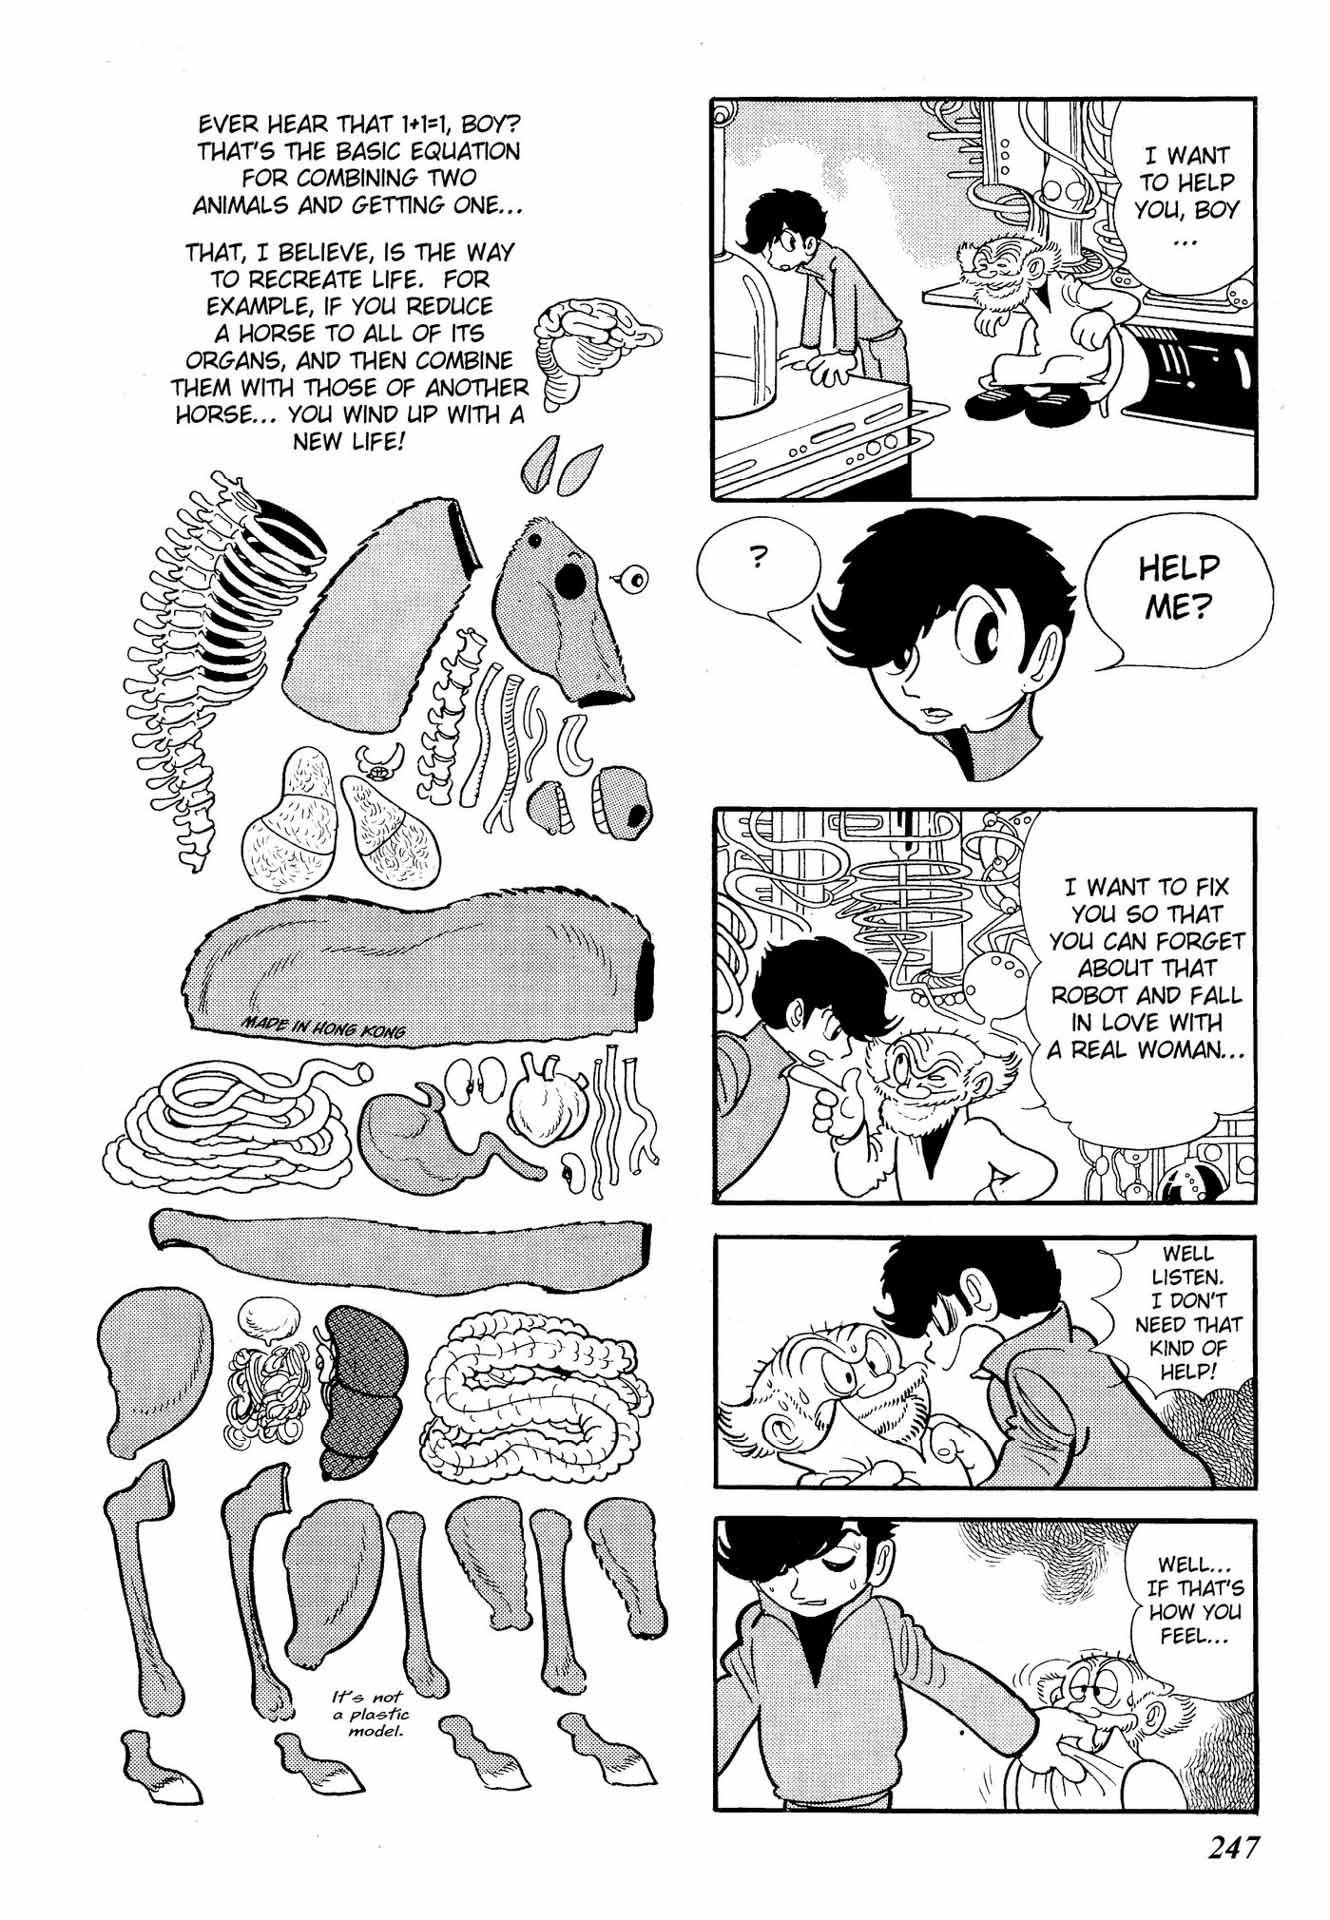 I WANT
TO HELP
YOU, BOY
...
?
HELP
ME?
I WANT TO FIX
YOU SO THAT
YOU CAN FORGET
ABOUT THAT
ROBOT AND FALL
IN LOVE WITH
A REAL WOMAN...
WELL
LISTEN.
I DON'T
NEED THAT
KIND OF
HELP!
WELL...
IF THAT'S
HOW YOU
FEEL...
EVER HEAR THAT 1+1=1, BOY?
THAT'S THE BASIC EQUATION
FOR COMBINING TWO
ANIMALS AND GETTING ONE...
THAT, I BELIEVE, IS THE WAY
TO RECREATE LIFE. FOR
EXAMPLE, IF YOU REDUCE
A HORSE TO ALL OF ITS
ORGANS, AND THEN COMBINE
THEM WITH THOSE OF ANOTHER
HORSE... YOU WIND UP WITH A
NEW LIFE!
MADE IN HONG KONG
It's not
a plastic
model.
247